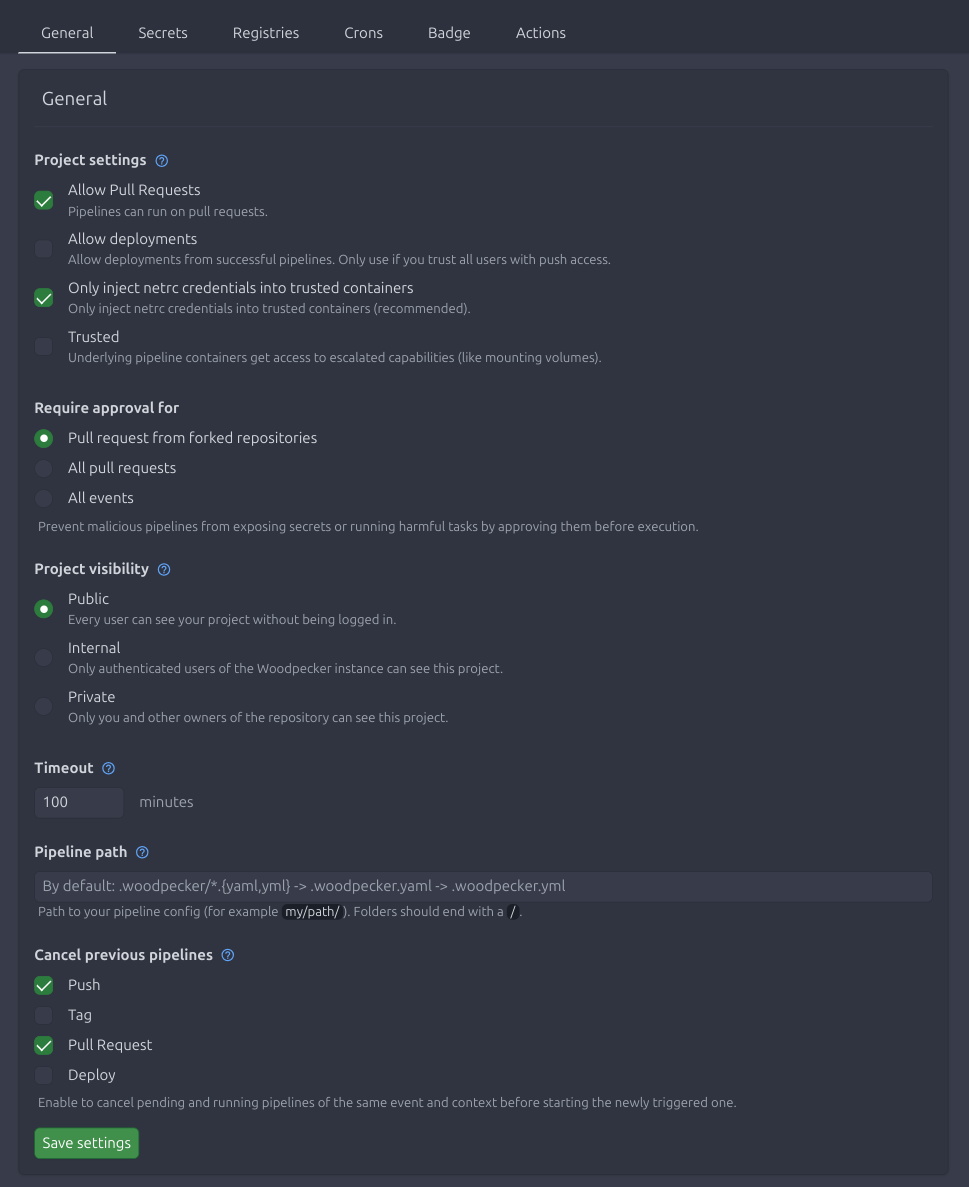 General Secrets Registries Crons Badge Actions
General
Project settings
Allow Pull Requests
Pipelines can run on pull requests.
Allow deployments
Allow deployments from successful pipelines. Only use if you trust all users with push access.
Only inject netrc credentials into trusted containers
Only inject netrc credentials into trusted containers (recommended).
Trusted
Underlying pipeline containers get access to escalated capabilities (like mounting volumes).
Require approval for
Pull request from forked repositories
All pull requests
All events
Prevent malicious pipelines from exposing secrets or running harmful tasks by approving them before execution.
Project visibility
Public
Every user can see your project without being logged in.
Internal
Only authenticated users of the Woodpecker instance can see this project.
Private
Only you and other owners of the repository can see this project.
Timeout
100 minutes
Pipeline path
By default: .woodpecker/*.{yaml,yml} -> .woodpecker.yaml -> .woodpecker.yml
Path to your pipeline config (for example my/path/ ). Folders should end with a / .
Cancel previous pipelines
Push
Tag
Pull Request
Deploy
Enable to cancel pending and running pipelines of the same event and context before starting the newly triggered one.
Save settings